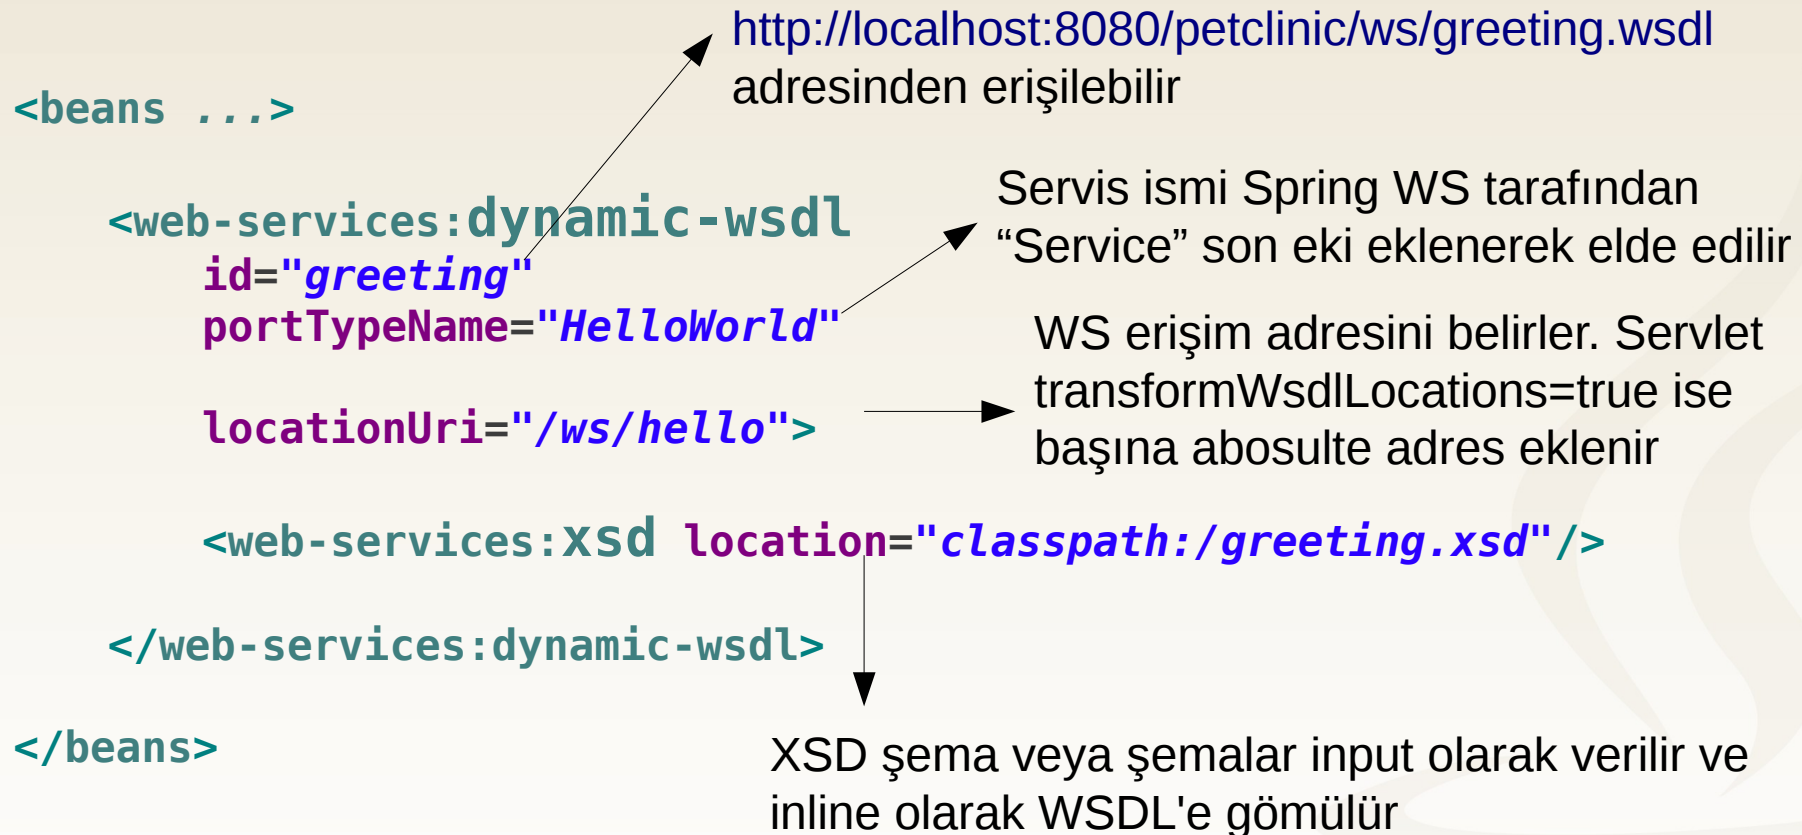 http://localhost:8080/petclinic/ws/greeting.wsdl
adresinden erişilebilir
<beans ...>
<web-services:dynamic-wsdl
id="greeting"
portTypeName="HelloWorld"
Servis ismi Spring WS tarafından
“Service” son eki eklenerek elde edilir
locationUri="/ws/hello">
WS erişim adresini belirler. Servlet
transformWsdlLocations=true ise
başına abosulte adres eklenir
<web-services:xsd location="classpath:/greeting.xsd"/>
</web-services:dynamic-wsdl>
</beans>
XSD şema veya şemalar input olarak verilir ve
inline olarak WSDL'e gömülür